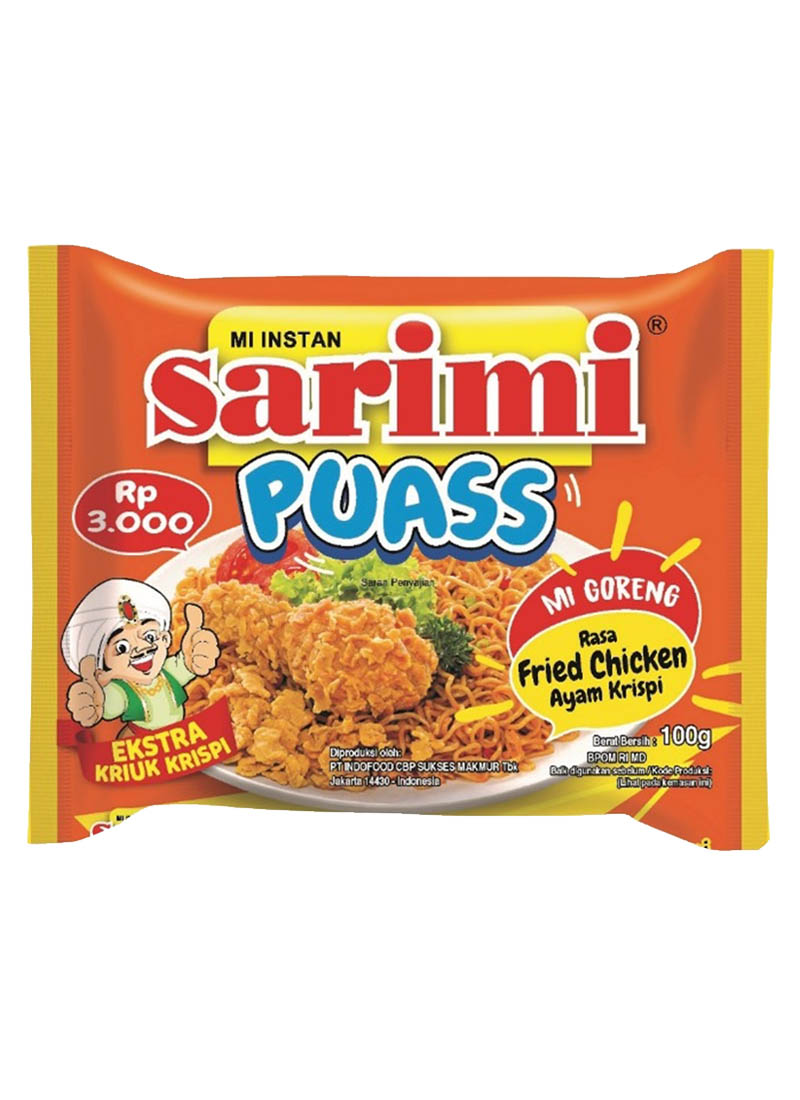 MI INSTAN
sarimi
®
PUASS
Rp
3.000
Saran Penyajian
MI GORENG
Rasa
Fried Chicken
Ayam Krispi
EKSTRA
KRIUK KRISPI
Diproduksi oleh:
PT INDOFOOD CBP SUKSES MAKMUR Tbk
Jakarta 14430 - Indonesia
Berat Bersih : 100g
BPOM RI MD
Baik digunakan sebelum / Kode Produksi:
(Lihat pada kemasan ini)